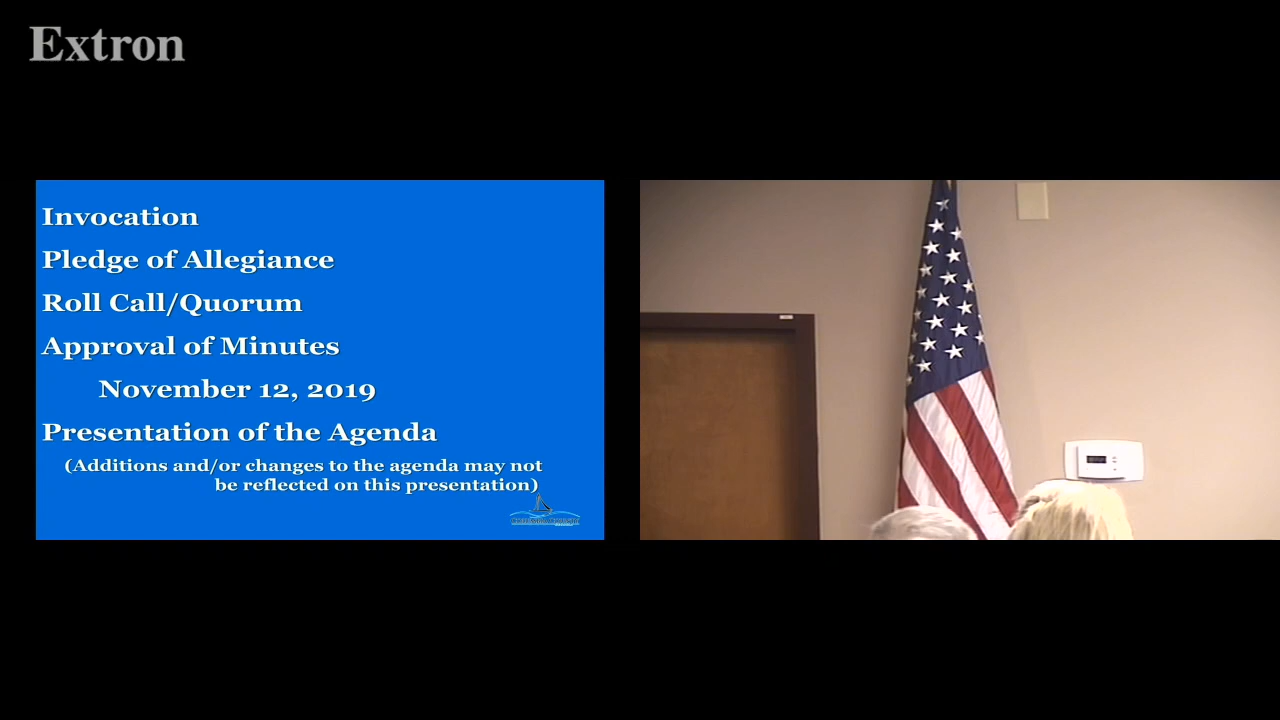 Extron
Invocation
Pledge of Allegiance
Roll Call/Quorum
Approval of Minutes
November 12, 2019
Presentation of the Agenda
(Additions and/or changes to the agenda may not
be reflected on this presentation)